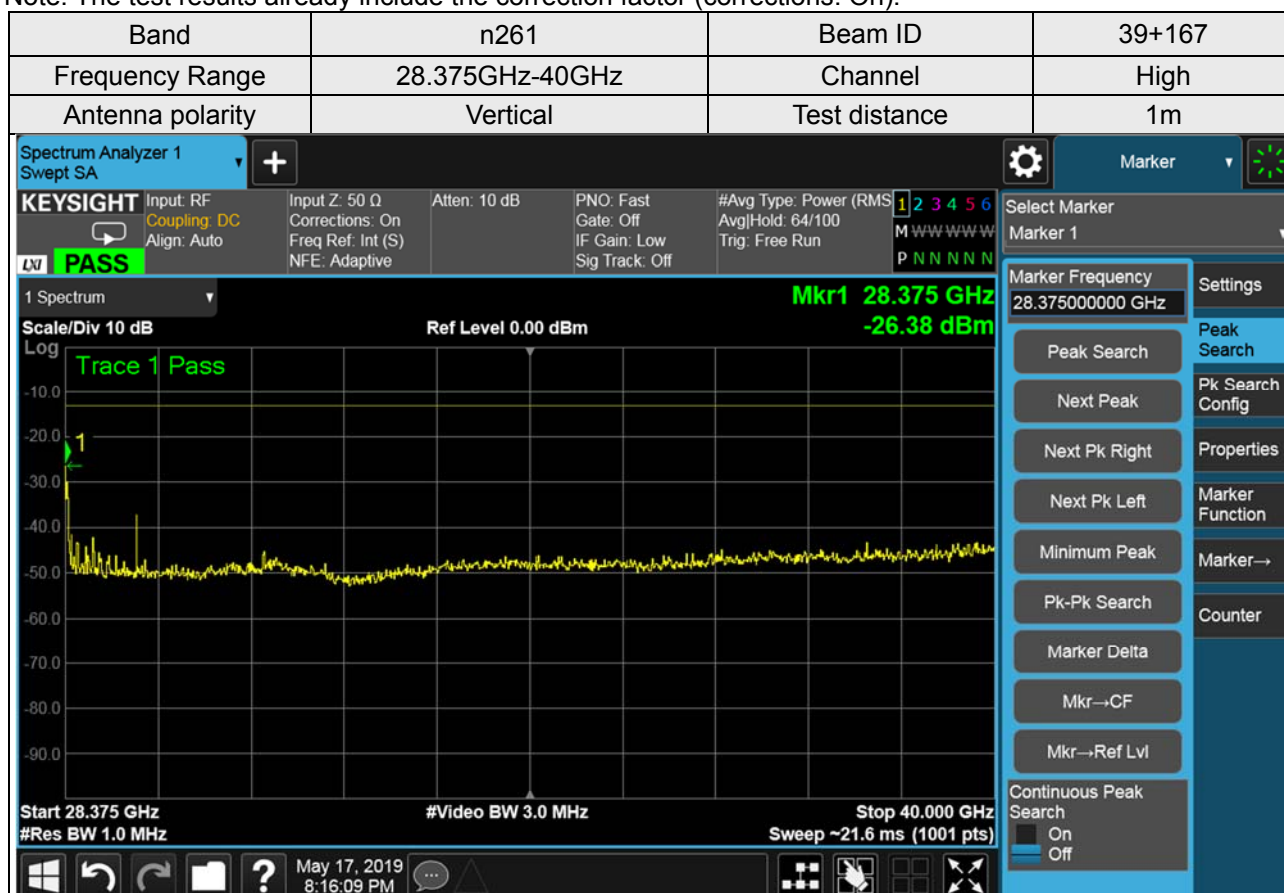 Note: The test results already include the correction factor (corrections: On).
Band n261 Beam ID 39+167
Frequency Range 28.375GHz-40GHz Channel High
Antenna polarity Vertical Test distance 1m
Spectrum Analyzer 1
Swept SA
+
Marker
KEYSIGHT
LXI PASS
Input: RF
Coupling: DC
Align: Auto
Input Z: 50 Ω
Corrections: On
Freq Ref: Int (S)
NFE: Adaptive
Atten: 10 dB
PNO: Fast
Gate: Off
IF Gain: Low
Sig Track: Off
#Avg Type: Power (RMS
Avg|Hold: 64/100
Trig: Free Run
1 2 3 4 5 6
M W W W W W
P N N N N N
Select Marker
Marker 1
1 Spectrum
Scale/Div 10 dB
Ref Level 0.00 dBm
Mkr1 28.375 GHz
-26.38 dBm
Log
Trace 1 Pass
-10.0
-20.0
1
-30.0
-40.0
-50.0
-60.0
-70.0
-80.0
-90.0
Start 28.375 GHz
#Res BW 1.0 MHz
#Video BW 3.0 MHz
Stop 40.000 GHz
Sweep ~21.6 ms (1001 pts)
Marker Frequency
28.375000000 GHz
Peak Search
Next Peak
Next Pk Right
Next Pk Left
Minimum Peak
Pk-Pk Search
Marker Delta
Mkr→CF
Mkr→Ref Lvl
Continuous Peak
Search
On
Off
Settings
Peak
Search
Pk Search
Config
Properties
Marker
Function
Marker→
Counter
?
May 17, 2019
8:16:09 PM